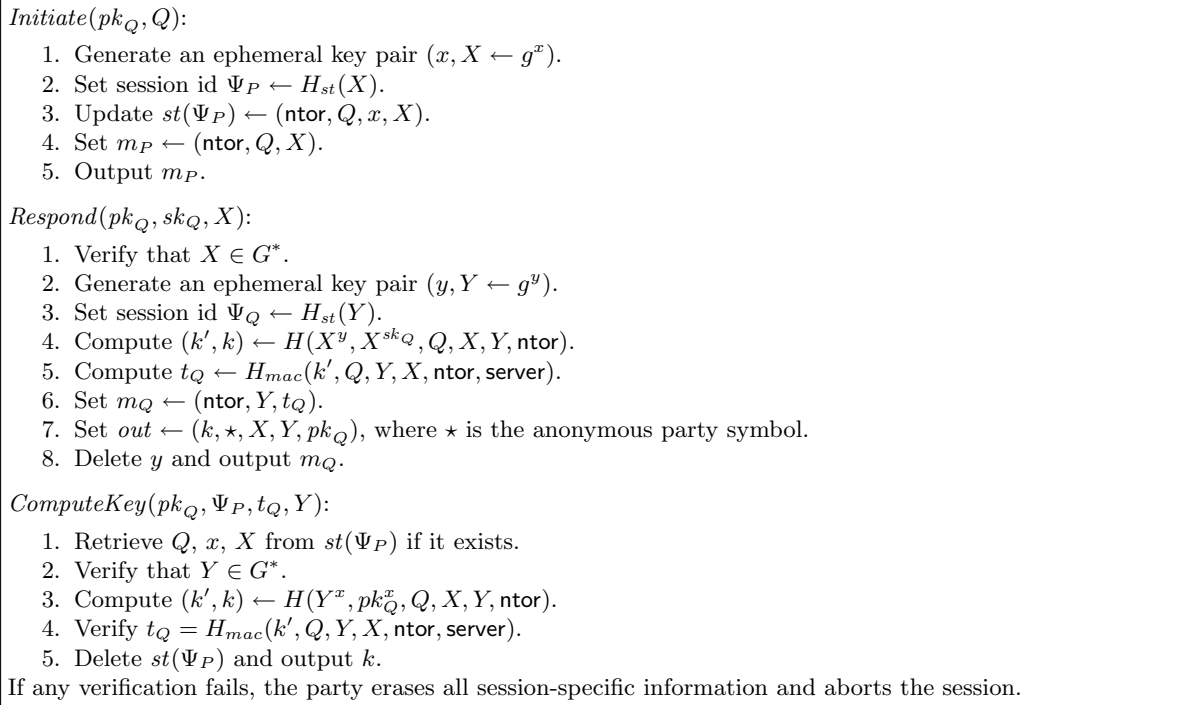 Initiate(pk_Q, Q):
1. Generate an ephemeral key pair (x, X ← g^x).
2. Set session id Ψ_P ← H_st(X).
3. Update st(Ψ_P) ← (ntor, Q, x, X).
4. Set m_P ← (ntor, Q, X).
5. Output m_P.
Respond(pk_Q, sk_Q, X):
1. Verify that X ∈ G*.
2. Generate an ephemeral key pair (y, Y ← g^y).
3. Set session id Ψ_Q ← H_st(Y).
4. Compute (k′, k) ← H(X^y, X^{sk_Q}, Q, X, Y, ntor).
5. Compute t_Q ← H_mac(k′, Q, Y, X, ntor, server).
6. Set m_Q ← (ntor, Y, t_Q).
7. Set out ← (k, ⋆, X, Y, pk_Q), where ⋆ is the anonymous party symbol.
8. Delete y and output m_Q.
ComputeKey(pk_Q, Ψ_P, t_Q, Y):
1. Retrieve Q, x, X from st(Ψ_P) if it exists.
2. Verify that Y ∈ G*.
3. Compute (k′, k) ← H(Y^x, pk_Q^x, Q, X, Y, ntor).
4. Verify t_Q = H_mac(k′, Q, Y, X, ntor, server).
5. Delete st(Ψ_P) and output k.
If any verification fails, the party erases all session-specific information and aborts the session.